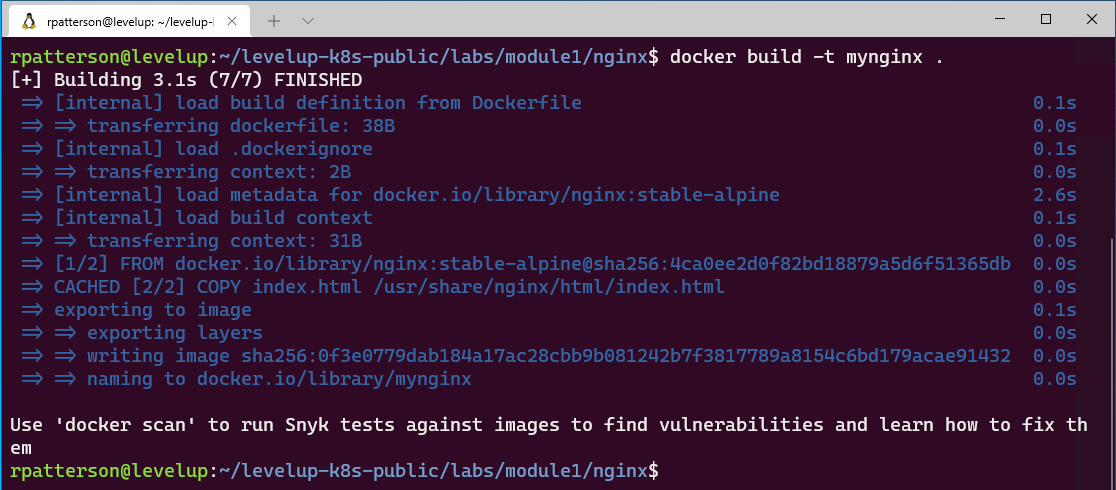 rpatterson@levelup: ~/levelup-l
rpatterson@levelup:~/levelup-k8s-public/labs/module1/nginx$ docker build -t mynginx .
[+] Building 3.1s (7/7) FINISHED
=> [internal] load build definition from Dockerfile 0.1s
=> => transferring dockerfile: 38B 0.0s
=> [internal] load .dockerignore 0.1s
=> => transferring context: 2B 0.0s
=> [internal] load metadata for docker.io/library/nginx:stable-alpine 2.6s
=> [internal] load build context 0.1s
=> => transferring context: 31B 0.0s
=> [1/2] FROM docker.io/library/nginx:stable-alpine@sha256:4ca0ee2d0f82bd18879a5d6f51365db 0.0s
=> CACHED [2/2] COPY index.html /usr/share/nginx/html/index.html 0.0s
=> exporting to image 0.1s
=> => exporting layers 0.0s
=> => writing image sha256:0f3e0779dab184a17ac28cbb9b081242b7f3817789a8154c6bd179acae91432 0.0s
=> => naming to docker.io/library/mynginx 0.0s
Use 'docker scan' to run Snyk tests against images to find vulnerabilities and learn how to fix th
em
rpatterson@levelup:~/levelup-k8s-public/labs/module1/nginx$